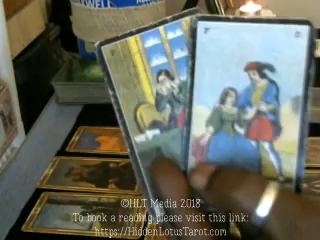 ©HLT Media 2018
To book a reading please visit this link:
https://HiddenLotusTarot.com